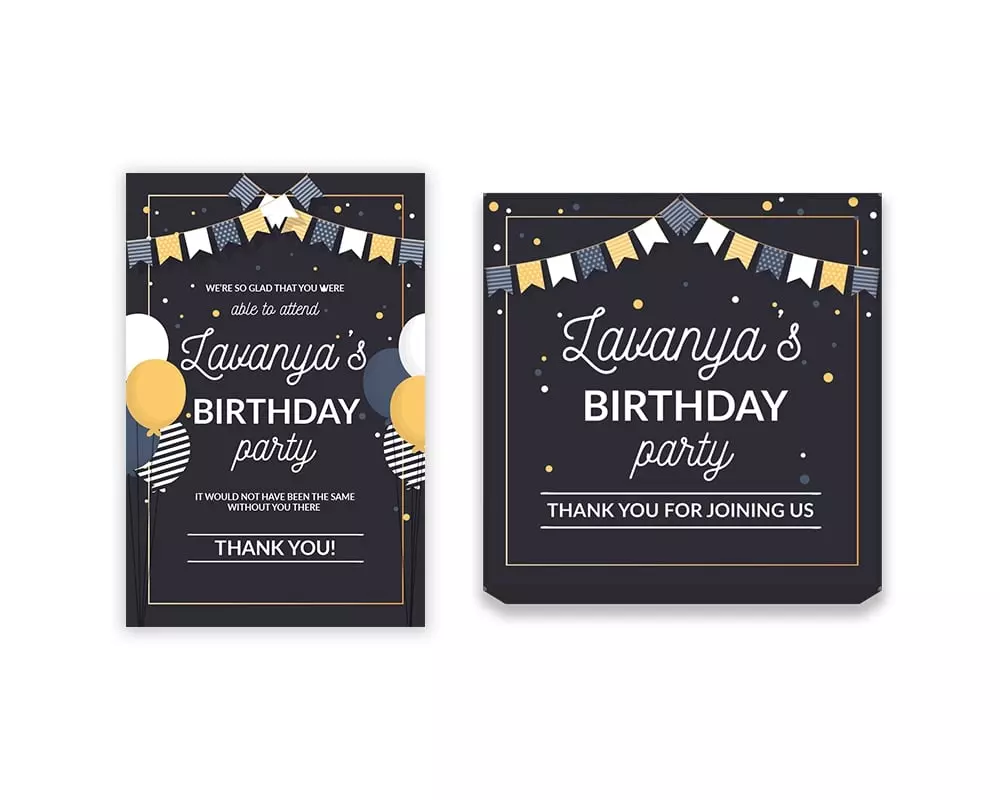 WE'RE SO GLAD THAT YOU WERE
able to attend
Lavanya's
BIRTHDAY
party
IT WOULD NOT HAVE BEEN THE SAME
WITHOUT YOU THERE
THANK YOU!
Lavanya's
BIRTHDAY
party
THANK YOU FOR JOINING US